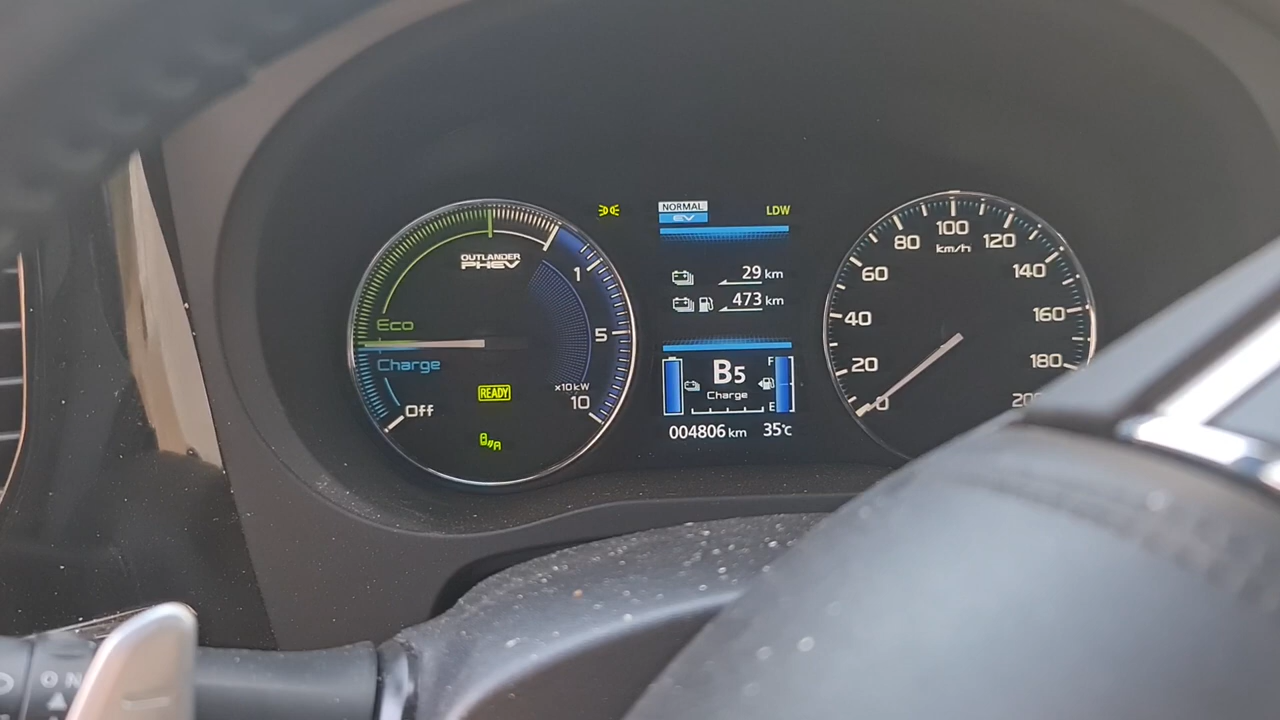 OUTLANDER
PHEV
Eco
Charge
Off
READY
A
1
5
x10kW
10
NORMAL
EV
LDW
29 km
473 km
B5
Charge
F
E
004806 km
35°C
0
20
40
60
80
100
120
140
160
180
km/h
O N